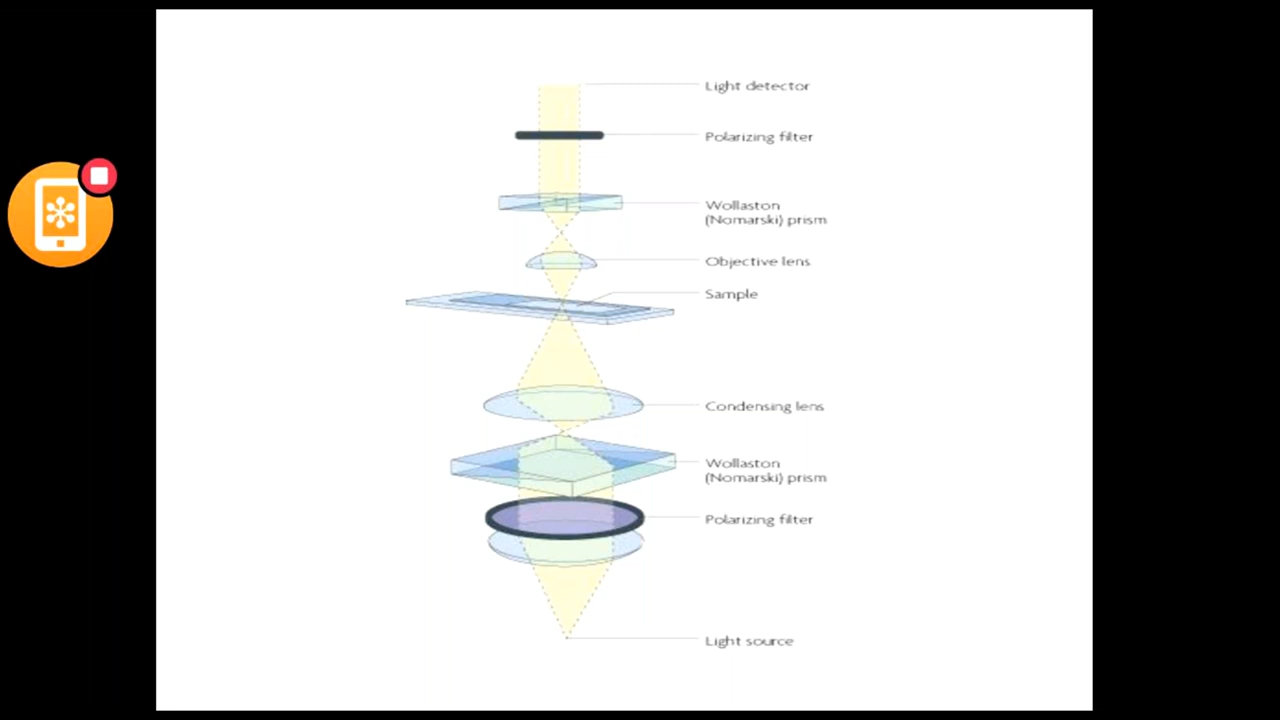 Light detector
Polarizing filter
Wollaston
(Nomarski) prism
Objective lens
Sample
Condensing lens
Wollaston
(Nomarski) prism
Polarizing filter
Light source